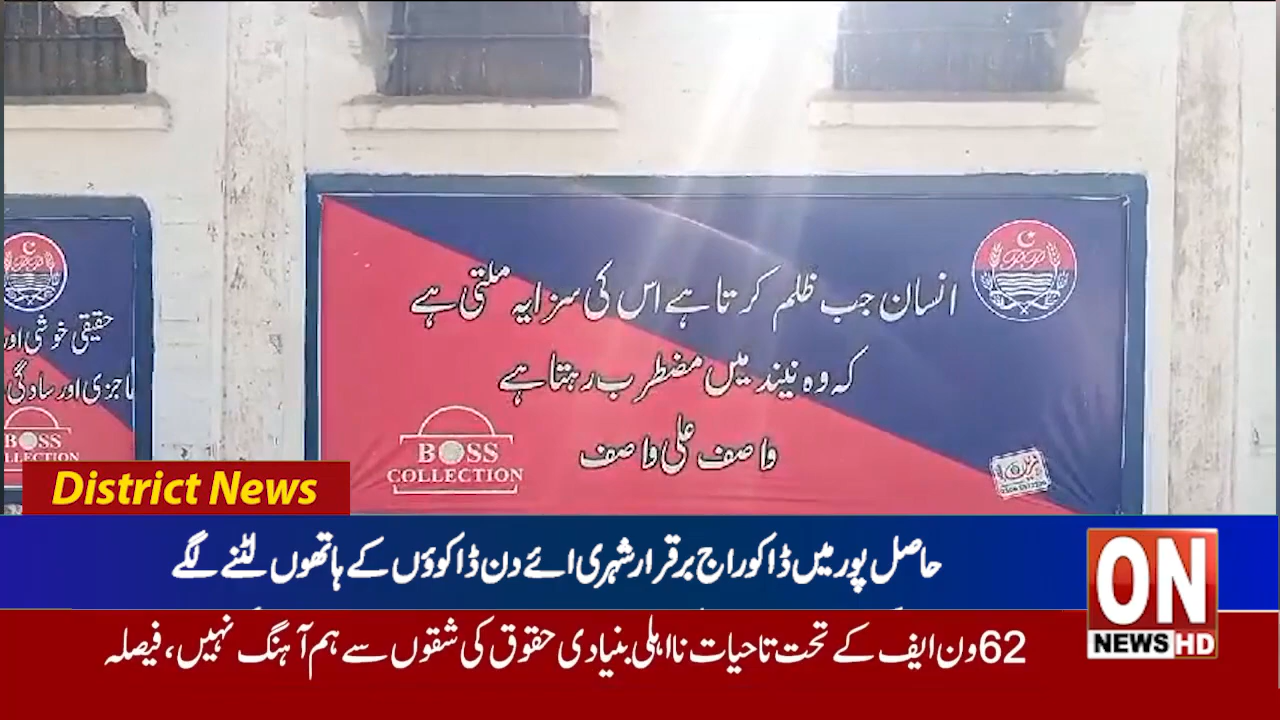 انسان جب ظلم کرتا ہے اس کی سزا یہ ملتی ہے
کہ وہ نیند میں مضطرب رہتا ہے
واصف علی واصف
BOSS
COLLECTION
حقیقی خوشی اور
عاجزی اور سادگی
BOSS
COLLECTION
District News
حاصل پور میں ڈاکو راج برقرار شہری ائے دن ڈاکوؤں کے ہاتھوں لٹنے لگے
62 ون ایف کے تحت تاحیات نااہلی بنیادی حقوق کی شقوں سے ہم آہنگ نہیں، فیصلہ
ON
NEWS HD